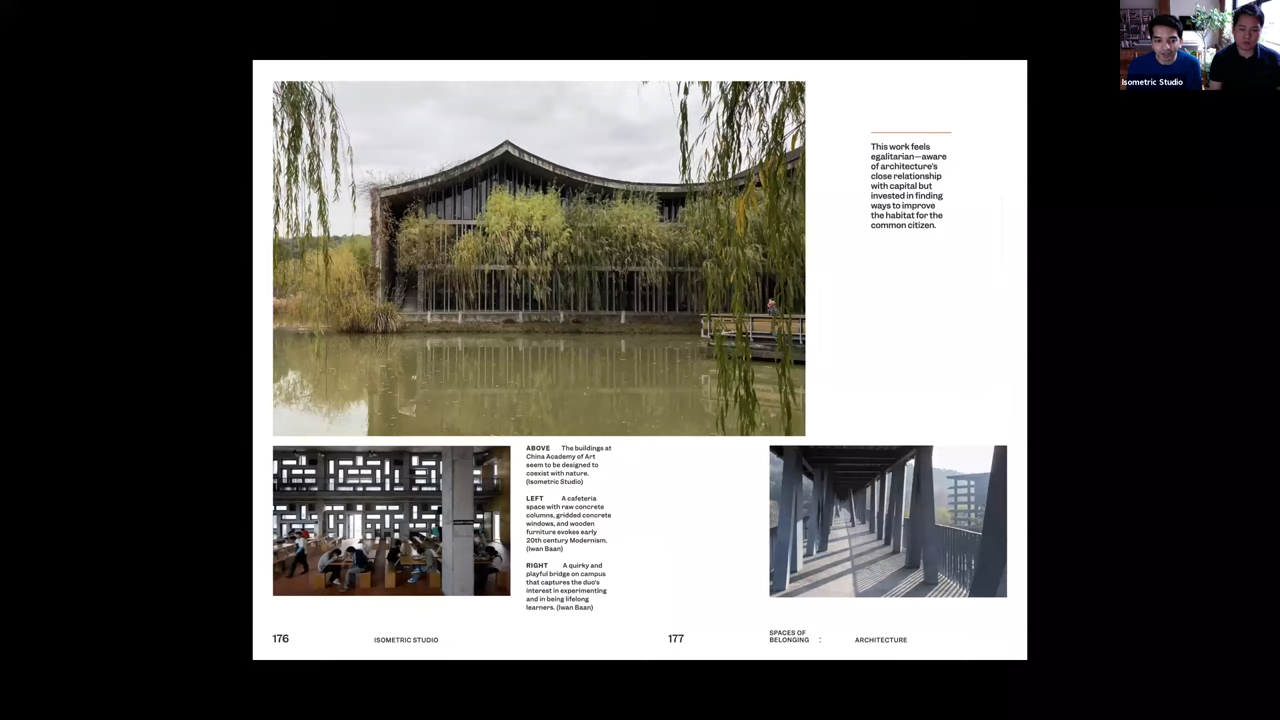 Isometric Studio
This work feels
egalitarian—aware
of architecture's
close relationship
with capital but
invested in finding
ways to improve
the habitat for the
common citizen.
ABOVE The buildings at
China Academy of Art
seem to be designed to
coexist with nature.
(Isometric Studio)
LEFT A cafeteria
space with raw concrete
columns, gridded concrete
windows, and wooden
furniture evokes early
20th century Modernism.
(Iwan Baan)
RIGHT A quirky and
playful bridge on campus
that captures the duo's
interest in experimenting
and in being lifelong
learners. (Iwan Baan)
176 ISOMETRIC STUDIO
177 SPACES OF
BELONGING : ARCHITECTURE